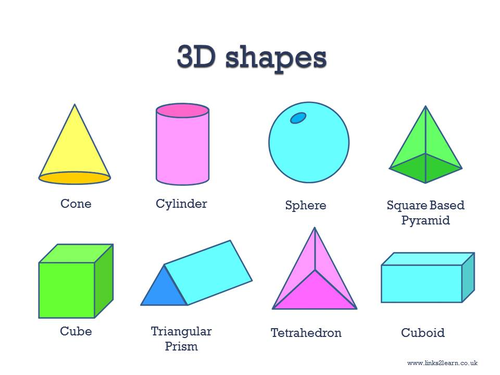 3D shapes
Cone
Cylinder
Sphere
Square Based
Pyramid
Cube
Triangular
Prism
Tetrahedron
Cuboid
www.links2learn.co.uk